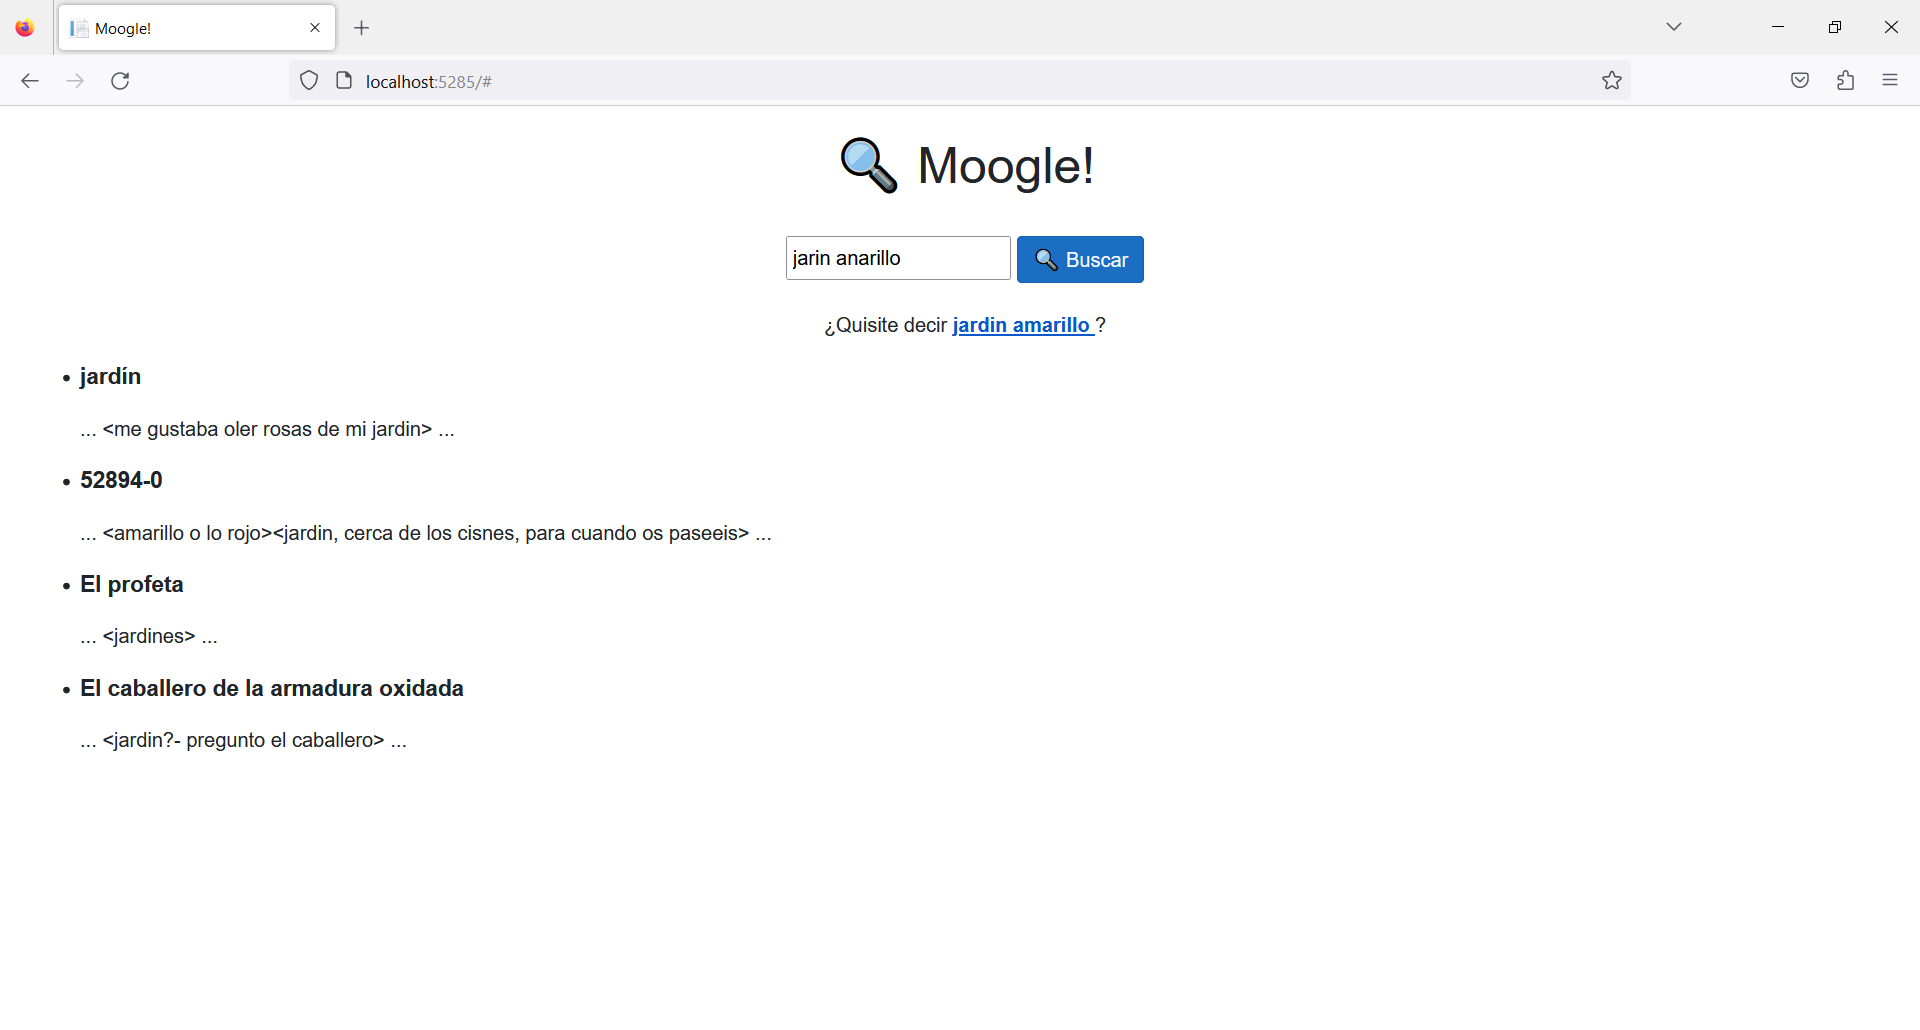 Moogle!
localhost:5285/#
Moogle!
jarin anarillo
Buscar
¿Quisite decir jardin amarillo ?
• jardín
... <me gustaba oler rosas de mi jardin> ...
• 52894-0
... <amarillo o lo rojo><jardin, cerca de los cisnes, para cuando os paseeis> ...
• El profeta
... <jardines> ...
• El caballero de la armadura oxidada
... <jardin?- pregunto el caballero> ...